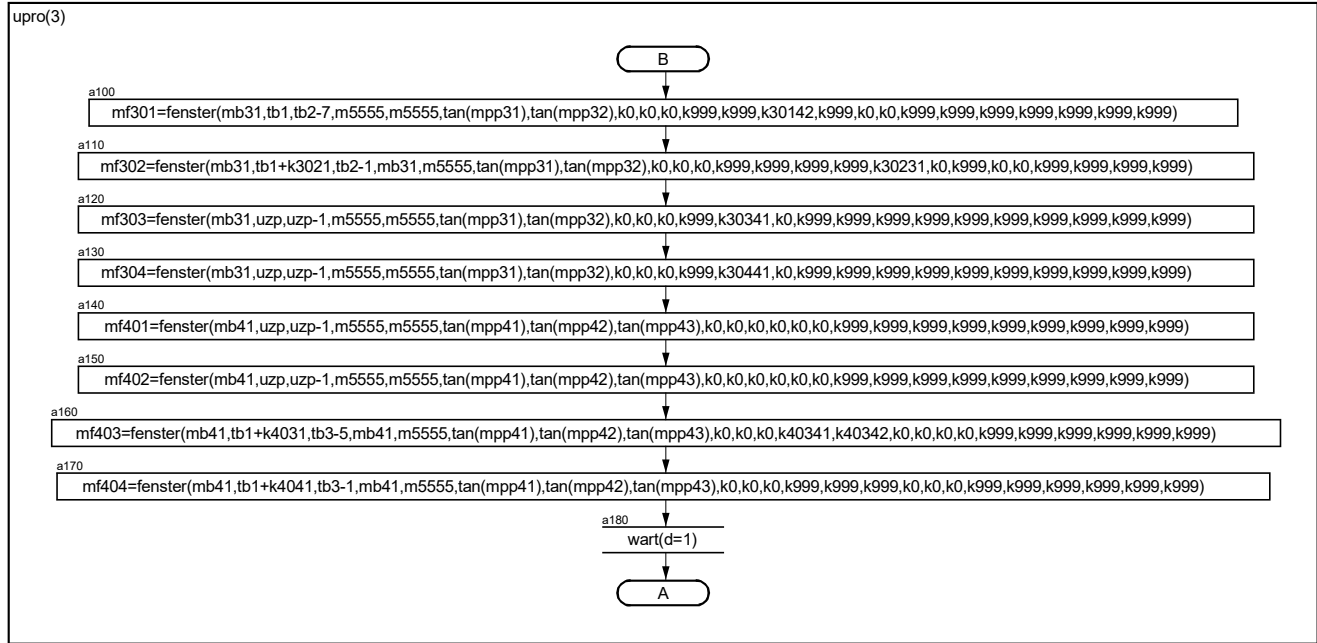 upro(3)
B
a100
mf301=fenster(mb31,tb1,tb2-7,m5555,m5555,tan(mpp31),tan(mpp32),k0,k0,k0,k999,k999,k30142,k999,k0,k0,k999,k999,k999,k999,k999,k999,k999)
a110
mf302=fenster(mb31,tb1+k3021,tb2-1,mb31,m5555,tan(mpp31),tan(mpp32),k0,k0,k0,k999,k999,k999,k999,k30231,k0,k999,k0,k0,k999,k999,k999,k999)
a120
mf303=fenster(mb31,uzp,uzp-1,m5555,m5555,tan(mpp31),tan(mpp32),k0,k0,k0,k999,k30341,k0,k999,k999,k999,k999,k999,k999,k999,k999,k999,k999)
a130
mf304=fenster(mb31,uzp,uzp-1,m5555,m5555,tan(mpp31),tan(mpp32),k0,k0,k0,k999,k30441,k0,k999,k999,k999,k999,k999,k999,k999,k999,k999,k999)
a140
mf401=fenster(mb41,uzp,uzp-1,m5555,m5555,tan(mpp41),tan(mpp42),tan(mpp43),k0,k0,k0,k0,k0,k0,k999,k999,k999,k999,k999,k999,k999,k999,k999)
a150
mf402=fenster(mb41,uzp,uzp-1,m5555,m5555,tan(mpp41),tan(mpp42),tan(mpp43),k0,k0,k0,k0,k0,k0,k999,k999,k999,k999,k999,k999,k999,k999,k999)
a160
mf403=fenster(mb41,tb1+k4031,tb3-5,mb41,m5555,tan(mpp41),tan(mpp42),tan(mpp43),k0,k0,k0,k40341,k40342,k0,k0,k0,k0,k999,k999,k999,k999,k999,k999)
a170
mf404=fenster(mb41,tb1+k4041,tb3-1,mb41,m5555,tan(mpp41),tan(mpp42),tan(mpp43),k0,k0,k0,k999,k999,k999,k0,k0,k0,k999,k999,k999,k999,k999,k999)
a180
wart(d=1)
A